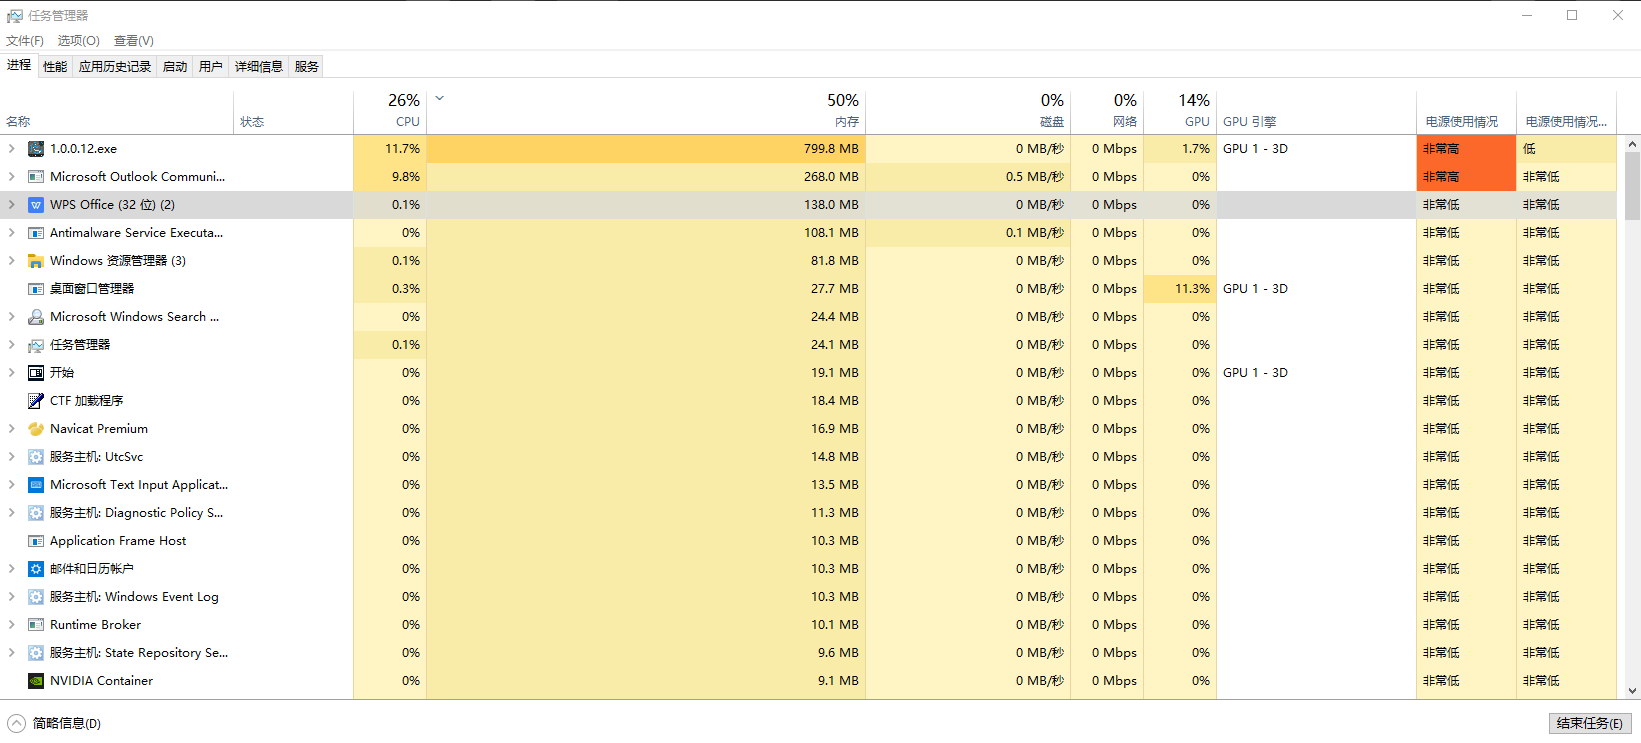 任务管理器
文件(F) 选项(O) 查看(V)
进程 性能 应用历史记录 启动 用户 详细信息 服务
26% 50% 0% 0% 14%
名称 状态 CPU 内存 磁盘 网络 GPU GPU 引擎 电源使用情况 电源使用情况...
1.0.0.12.exe 11.7% 799.8 MB 0 MB/秒 0 Mbps 1.7% GPU 1 - 3D 非常高 低
Microsoft Outlook Communi... 9.8% 268.0 MB 0.5 MB/秒 0 Mbps 0% 非常高 非常低
WPS Office (32 位) (2) 0.1% 138.0 MB 0 MB/秒 0 Mbps 0% 非常低 非常低
Antimalware Service Executa... 0% 108.1 MB 0.1 MB/秒 0 Mbps 0% 非常低 非常低
Windows 资源管理器 (3) 0.1% 81.8 MB 0 MB/秒 0 Mbps 0% 非常低 非常低
桌面窗口管理器 0.3% 27.7 MB 0 MB/秒 0 Mbps 11.3% GPU 1 - 3D 非常低 非常低
Microsoft Windows Search ... 0% 24.4 MB 0 MB/秒 0 Mbps 0% 非常低 非常低
任务管理器 0.1% 24.1 MB 0 MB/秒 0 Mbps 0% 非常低 非常低
开始 0% 19.1 MB 0 MB/秒 0 Mbps 0% GPU 1 - 3D 非常低 非常低
CTF 加载程序 0% 18.4 MB 0 MB/秒 0 Mbps 0% 非常低 非常低
Navicat Premium 0% 16.9 MB 0 MB/秒 0 Mbps 0% 非常低 非常低
服务主机: UtcSvc 0% 14.8 MB 0 MB/秒 0 Mbps 0% 非常低 非常低
Microsoft Text Input Applicat... 0% 13.5 MB 0 MB/秒 0 Mbps 0% 非常低 非常低
服务主机: Diagnostic Policy S... 0% 11.3 MB 0 MB/秒 0 Mbps 0% 非常低 非常低
Application Frame Host 0% 10.3 MB 0 MB/秒 0 Mbps 0% 非常低 非常低
邮件和日历帐户 0% 10.3 MB 0 MB/秒 0 Mbps 0% 非常低 非常低
服务主机: Windows Event Log 0% 10.3 MB 0 MB/秒 0 Mbps 0% 非常低 非常低
Runtime Broker 0% 10.1 MB 0 MB/秒 0 Mbps 0% 非常低 非常低
服务主机: State Repository Se... 0% 9.6 MB 0 MB/秒 0 Mbps 0% 非常低 非常低
NVIDIA Container 0% 9.1 MB 0 MB/秒 0 Mbps 0% 非常低 非常低
简略信息(D) 结束任务(E)